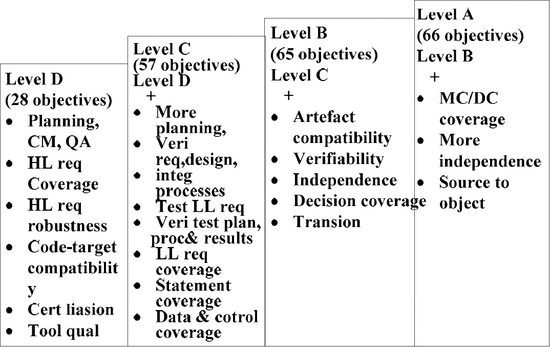 Level D
(28 objectives)
Planning,
CM, QA
HL req
Coverage
HL req
robustness
Code-target
compatibilit
y
Cert liasion
Tool qual
Level C
(57 objectives)
Level D
+
More
planning,
Veri
req,design,
integ
processes
Test LL req
Veri test plan,
proc& results
LL req
coverage
Statement
coverage
Data & cotrol
coverage
Level B
(65 objectives)
Level C
+
Artefact
compatibility
Verifiability
Independence
Decision coverage
Transion
Level A
(66 objectives)
Level B
+
MC/DC
coverage
More
independence
Source to
object